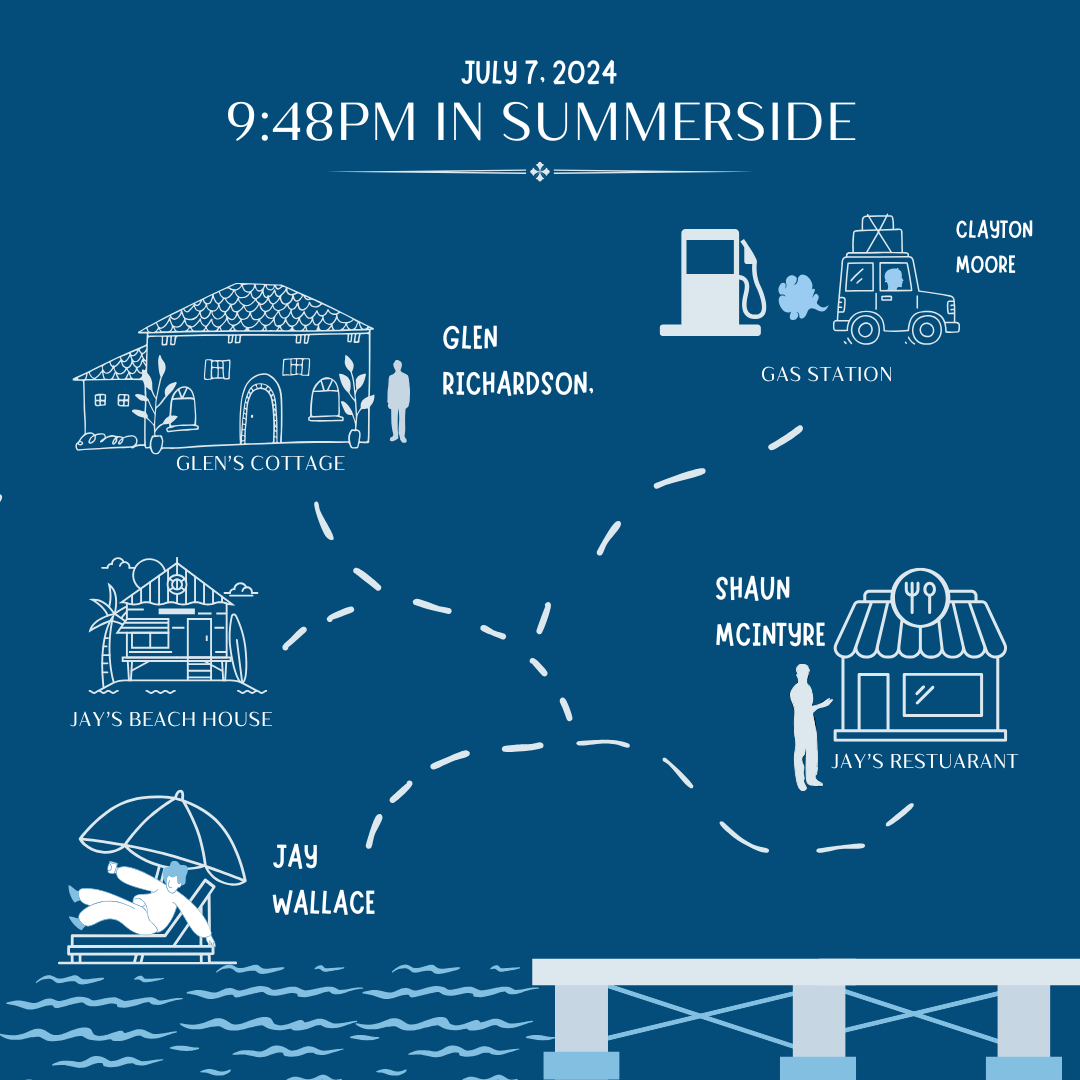 JULY 7, 2024
9:48PM IN SUMMERSIDE
CLAYTON
MOORE
GAS STATION
GLEN
RICHARDSON,
GLEN'S COTTAGE
SHAUN
MCINTYRE
JAY'S BEACH HOUSE
JAY'S RESTUARANT
JAY
WALLACE